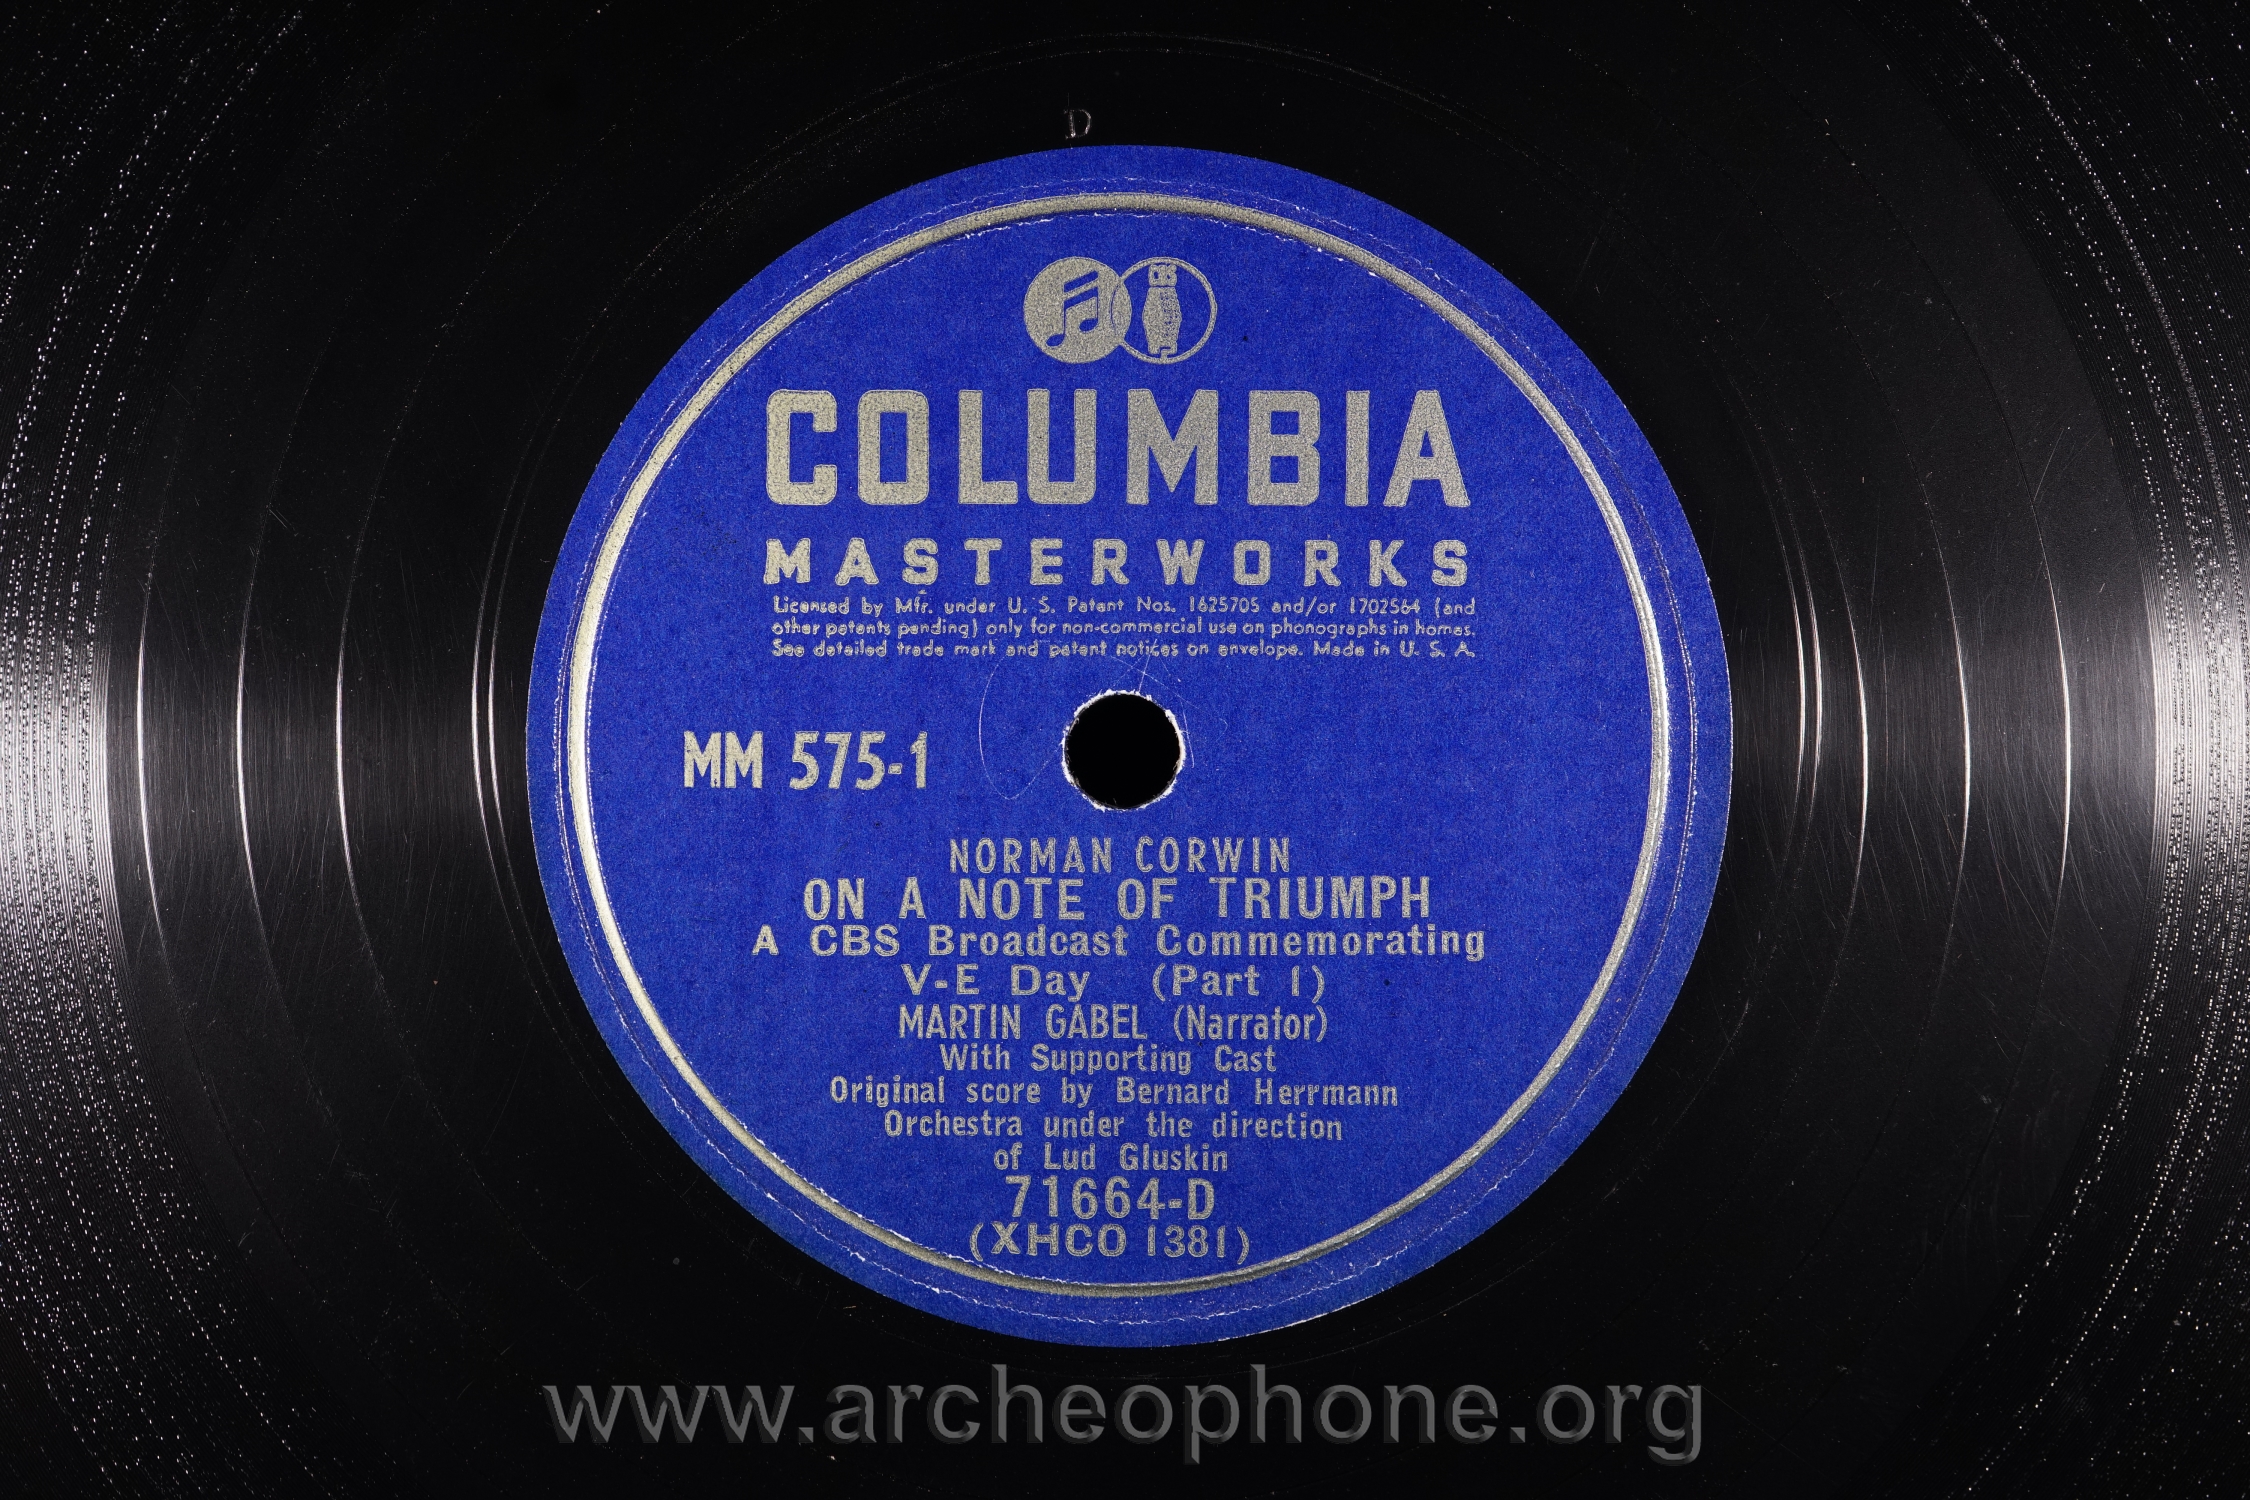 D
CBS
COLUMBIA
MASTERWORKS
Licensed by Mfr. under U. S. Patent Nos. 1625705 and/or 1702564 (and
other patents pending) only for non-commercial use on phonographs in homes.
See detailed trade mark and patent notices on envelope. Made in U. S. A.
MM 575-1
NORMAN CORWIN
ON A NOTE OF TRIUMPH
A CBS Broadcast Commemorating
V-E Day (Part 1)
MARTIN GABEL (Narrator)
With Supporting Cast
Original score by Bernard Herrmann
Orchestra under the direction
of Lud Gluskin
71664-D
(XHCO 1381)
www.archeophone.org